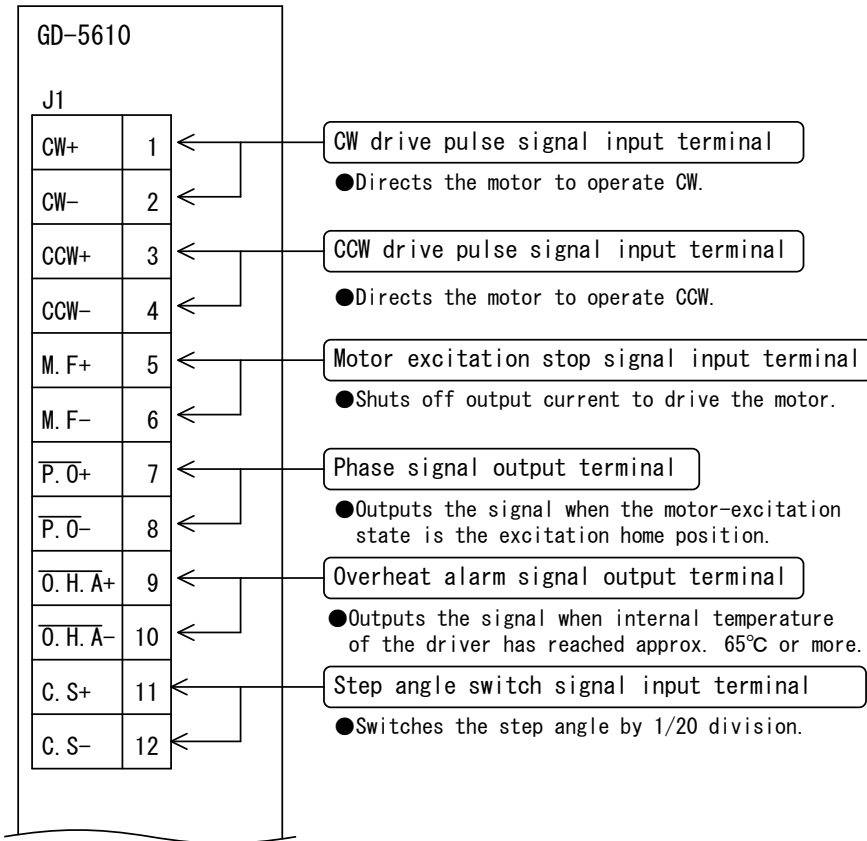 GD-5610
J1
CW+ 1
CW- 2
CCW+ 3
CCW- 4
M.F+ 5
M.F- 6
P.O+ 7
P.O- 8
O.H.A+ 9
O.H.A- 10
C.S+ 11
C.S- 12
CW drive pulse signal input terminal
●Directs the motor to operate CW.
CCW drive pulse signal input terminal
●Directs the motor to operate CCW.
Motor excitation stop signal input terminal
●Shuts off output current to drive the motor.
Phase signal output terminal
●Outputs the signal when the motor-excitation
state is the excitation home position.
Overheat alarm signal output terminal
●Outputs the signal when internal temperature
of the driver has reached approx. 65℃ or more.
Step angle switch signal input terminal
●Switches the step angle by 1/20 division.